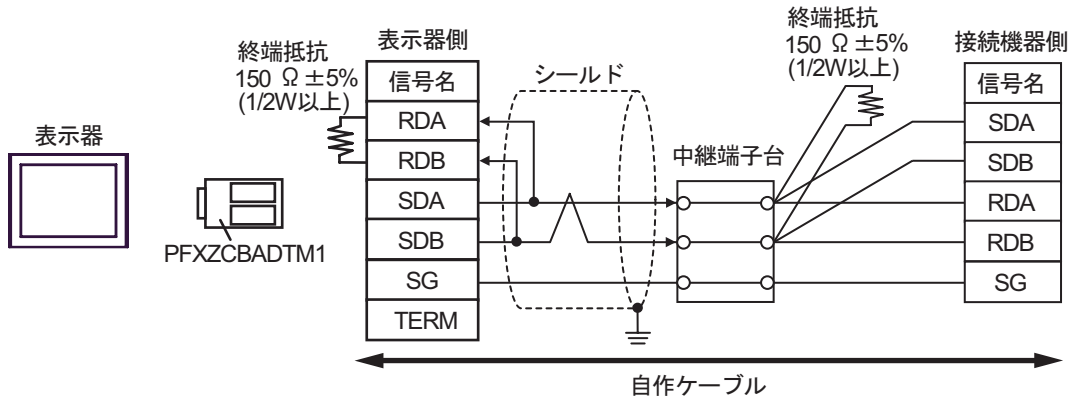 表示器
PFXZCBADTM1
終端抵抗
150 Ω ±5%
(1/2W以上)
表示器側
信号名
RDA
RDB
SDA
SDB
SG
TERM
シールド
中継端子台
終端抵抗
150 Ω ±5%
(1/2W以上)
接続機器側
信号名
SDA
SDB
RDA
RDB
SG
自作ケーブル